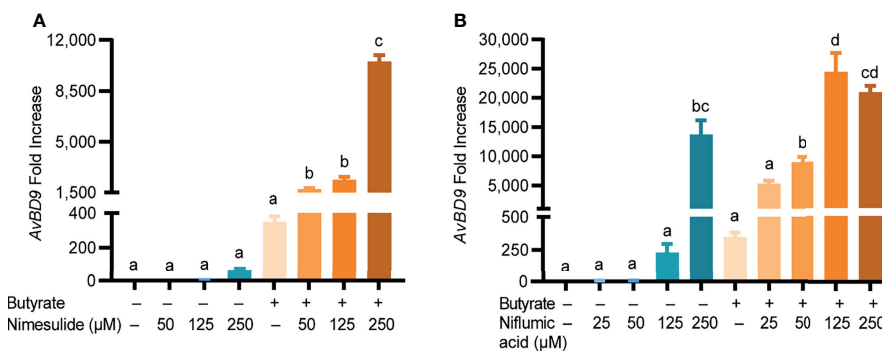 A
12,000
8,500
5,000
1,500
400
200
0
AvBD9 Fold Increase
a a a a a b b c
Butyrate – – – – + + + +
Nimesulide (µM) – 50 125 250 – 50 125 250
B
30,000
25,000
20,000
15,000
10,000
5,000
500
250
0
AvBD9 Fold Increase
a a a a bc a a b d cd
Butyrate – – – – – + + + + +
Niflumic – 25 50 125 250 – 25 50 125 250
acid (µM)